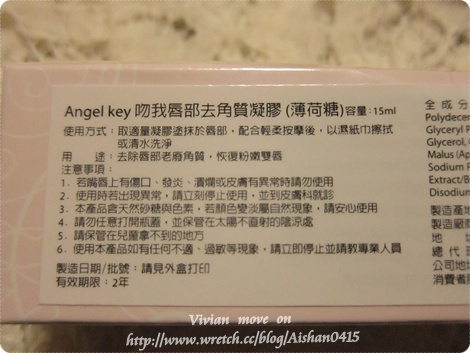 Angel key 吻我唇部去角質凝膠 (薄荷糖) 容量：15ml
使用方式：取適量凝膠塗抹於唇部，配合輕柔按摩後，以濕紙巾擦拭
或清水洗淨
用　　途：去除唇部老廢角質，恢復粉嫩雙唇
注意事項：
1. 若嘴唇上有傷口、發炎、潰爛或皮膚有異常時請勿使用
2. 使用時若出現異常，請立刻停止使用，並到皮膚科就診
3. 本產品含天然砂糖與色素，若顏色變淡屬自然現象，請安心使用
4. 請勿任意打開瓶蓋，並保管在太陽不直射的陰涼處
5. 請保管在兒童拿不到的地方
6. 使用本產品如有任何不適、過敏等現象，請立即停止並請教專業人員
製造日期/批號：請見外盒打印
有效期限：2年
全成分
Polydecen
Glyceryl P
Glycerol, G
Malus (Ap
Sodium P
Extract/B
Disodium
製造產地
製造廠商
地　　址
總代理
公司地
消費者
Vivian move on
http://www.wretch.cc/blog/Aishan0415